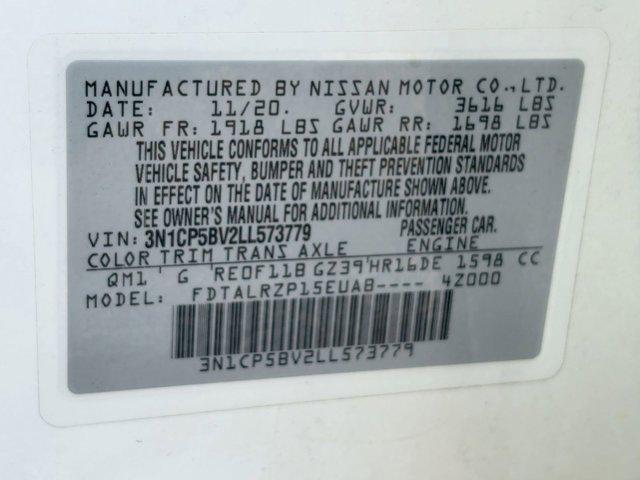 MANUFACTURED BY NISSAN MOTOR CO., LTD.
DATE: 11/20. GVWR: 3616 LBS
GAWR FR: 1918 LBS GAWR RR: 1698 LBS
THIS VEHICLE CONFORMS TO ALL APPLICABLE FEDERAL MOTOR
VEHICLE SAFETY, BUMPER AND THEFT PREVENTION STANDARDS
IN EFFECT ON THE DATE OF MANUFACTURE SHOWN ABOVE.
SEE OWNER'S MANUAL FOR ADDITIONAL INFORMATION.
VIN: 3N1CP5BV2LL573779 PASSENGER CAR.
COLOR TRIM TRANS AXLE ENGINE
QM1 ' G 'RE0F11B GZ39'HR16DE 1598 CC
MODEL: FDTALRZP15EUAB---- 4Z000
3N1CP5BV2LL573779